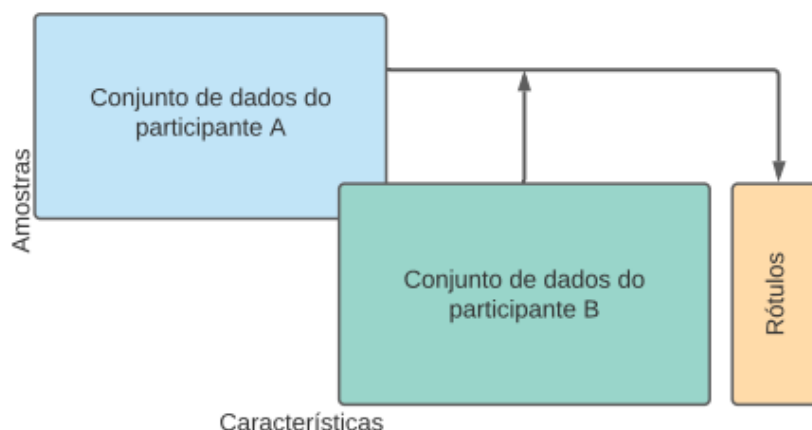 Conjunto de dados do
participante A
Amostras
Conjunto de dados do
participante B
Rótulos
Características